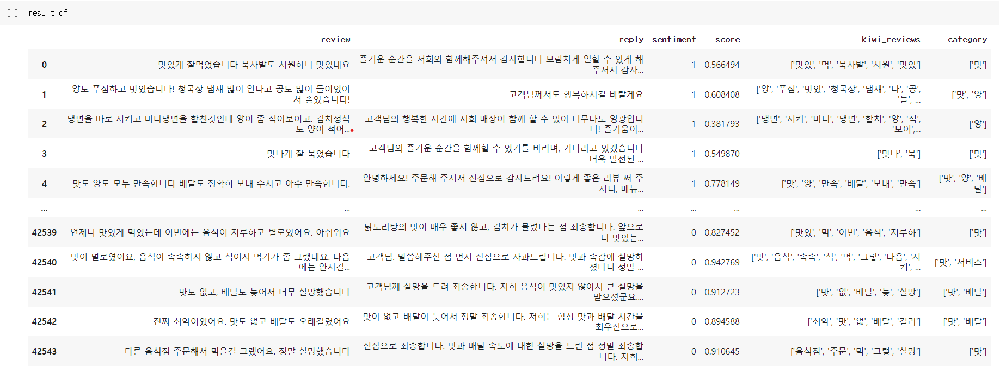 [ ] result_df
review reply sentiment score kiwi_reviews category
0 맛있게 잘먹었습니다 묵사발도 시원하니 맛있네요 즐거운 순간을 저희와 함께해주셔서 감사합니다 보람차게 일할 수 있게 해
주셔서 감사... 1 0.566494 ['맛있', '먹', '묵사발', '시원', '맛있'] ['맛']
1 양도 푸짐하고 맛있습니다! 청국장 냄새 많이 안나고 콩도 많이 들어있어
서 좋았습니다! 고객님께서도 행복하시길 바랄게요 1 0.608408 ['양', '푸짐', '맛있', '청국장', '냄새', '나', '콩',
'들', ... ['맛', '양']
2 냉면을 따로 시키고 미니냉면을 합친것인데 양이 좀 적어보이고. 김치정식
도 양이 적어... 고객님의 행복한 시간에 저희 매장이 함께 할 수 있어 너무나도 영광입니
다! 즐거움이... 1 0.381793 ['냉면', '시키', '미니', '냉면', '합치', '양', '적',
'보이',... ['양']
3 맛나게 잘 묵었습니다 고객님의 즐거운 순간을 함께할 수 있기를 바라며, 기다리고 있겠습니다
더욱 발전된 ... 1 0.549870 ['맛나', '묵'] ['맛']
4 맛도 양도 모두 만족합니다 배달도 정확히 보내 주시고 아주 만족합니다. 안녕하세요! 주문해 주셔서 진심으로 감사드려요! 이렇게 좋은 리뷰 써 주
시니, 메뉴... 1 0.778149 ['맛', '양', '만족', '배달', '보내', '만족'] ['맛', '양', '배
달']
... ... ... ... ... ... ...
42539 언제나 맛있게 먹었는데 이번에는 음식이 지루하고 별로였어요. 아쉬워요 닭도리탕의 맛이 매우 좋지 않고, 김치가 물렸다는 점 죄송합니다. 앞으로
더 맛있는... 0 0.827452 ['맛있', '먹', '이번', '음식', '지루하'] ['맛']
42540 맛이 별로였어요, 음식이 촉촉하지 않고 식어서 먹기가 좀 그랬네요. 다음
에는 안시킬... 고객님. 말씀해주신 점 먼저 진심으로 사과드립니다. 맛과 촉감에 실망하
셨다니 정말 ... 0 0.942769 ['맛', '음식', '촉촉', '식', '먹', '그렇', '다음', '시
키', ... ['맛', '서비스']
42541 맛도 없고, 배달도 늦어서 너무 실망했습니다 고객님께 실망을 드려 죄송합니다. 저희 음식이 맛있지 않아서 큰 실망을
받으셨군요.... 0 0.912723 ['맛', '없', '배달', '늦', '실망'] ['맛', '배달']
42542 진짜 최악이었어요. 맛도 없고 배달도 오래걸렸어요 맛이 없고 배달이 늦어서 정말 죄송합니다. 저희는 항상 맛과 배달 시간을
최우선으로... 0 0.894588 ['최악', '맛', '없', '배달', '걸리'] ['맛', '배달']
42543 다른 음식점 주문해서 먹을걸 그랬어요. 정말 실망했습니다 진심으로 죄송합니다. 맛과 배달 속도에 대한 실망을 드린 점 정말 죄송합
니다. 저희... 0 0.910645 ['음식점', '주문', '먹', '그렇', '실망'] ['맛']